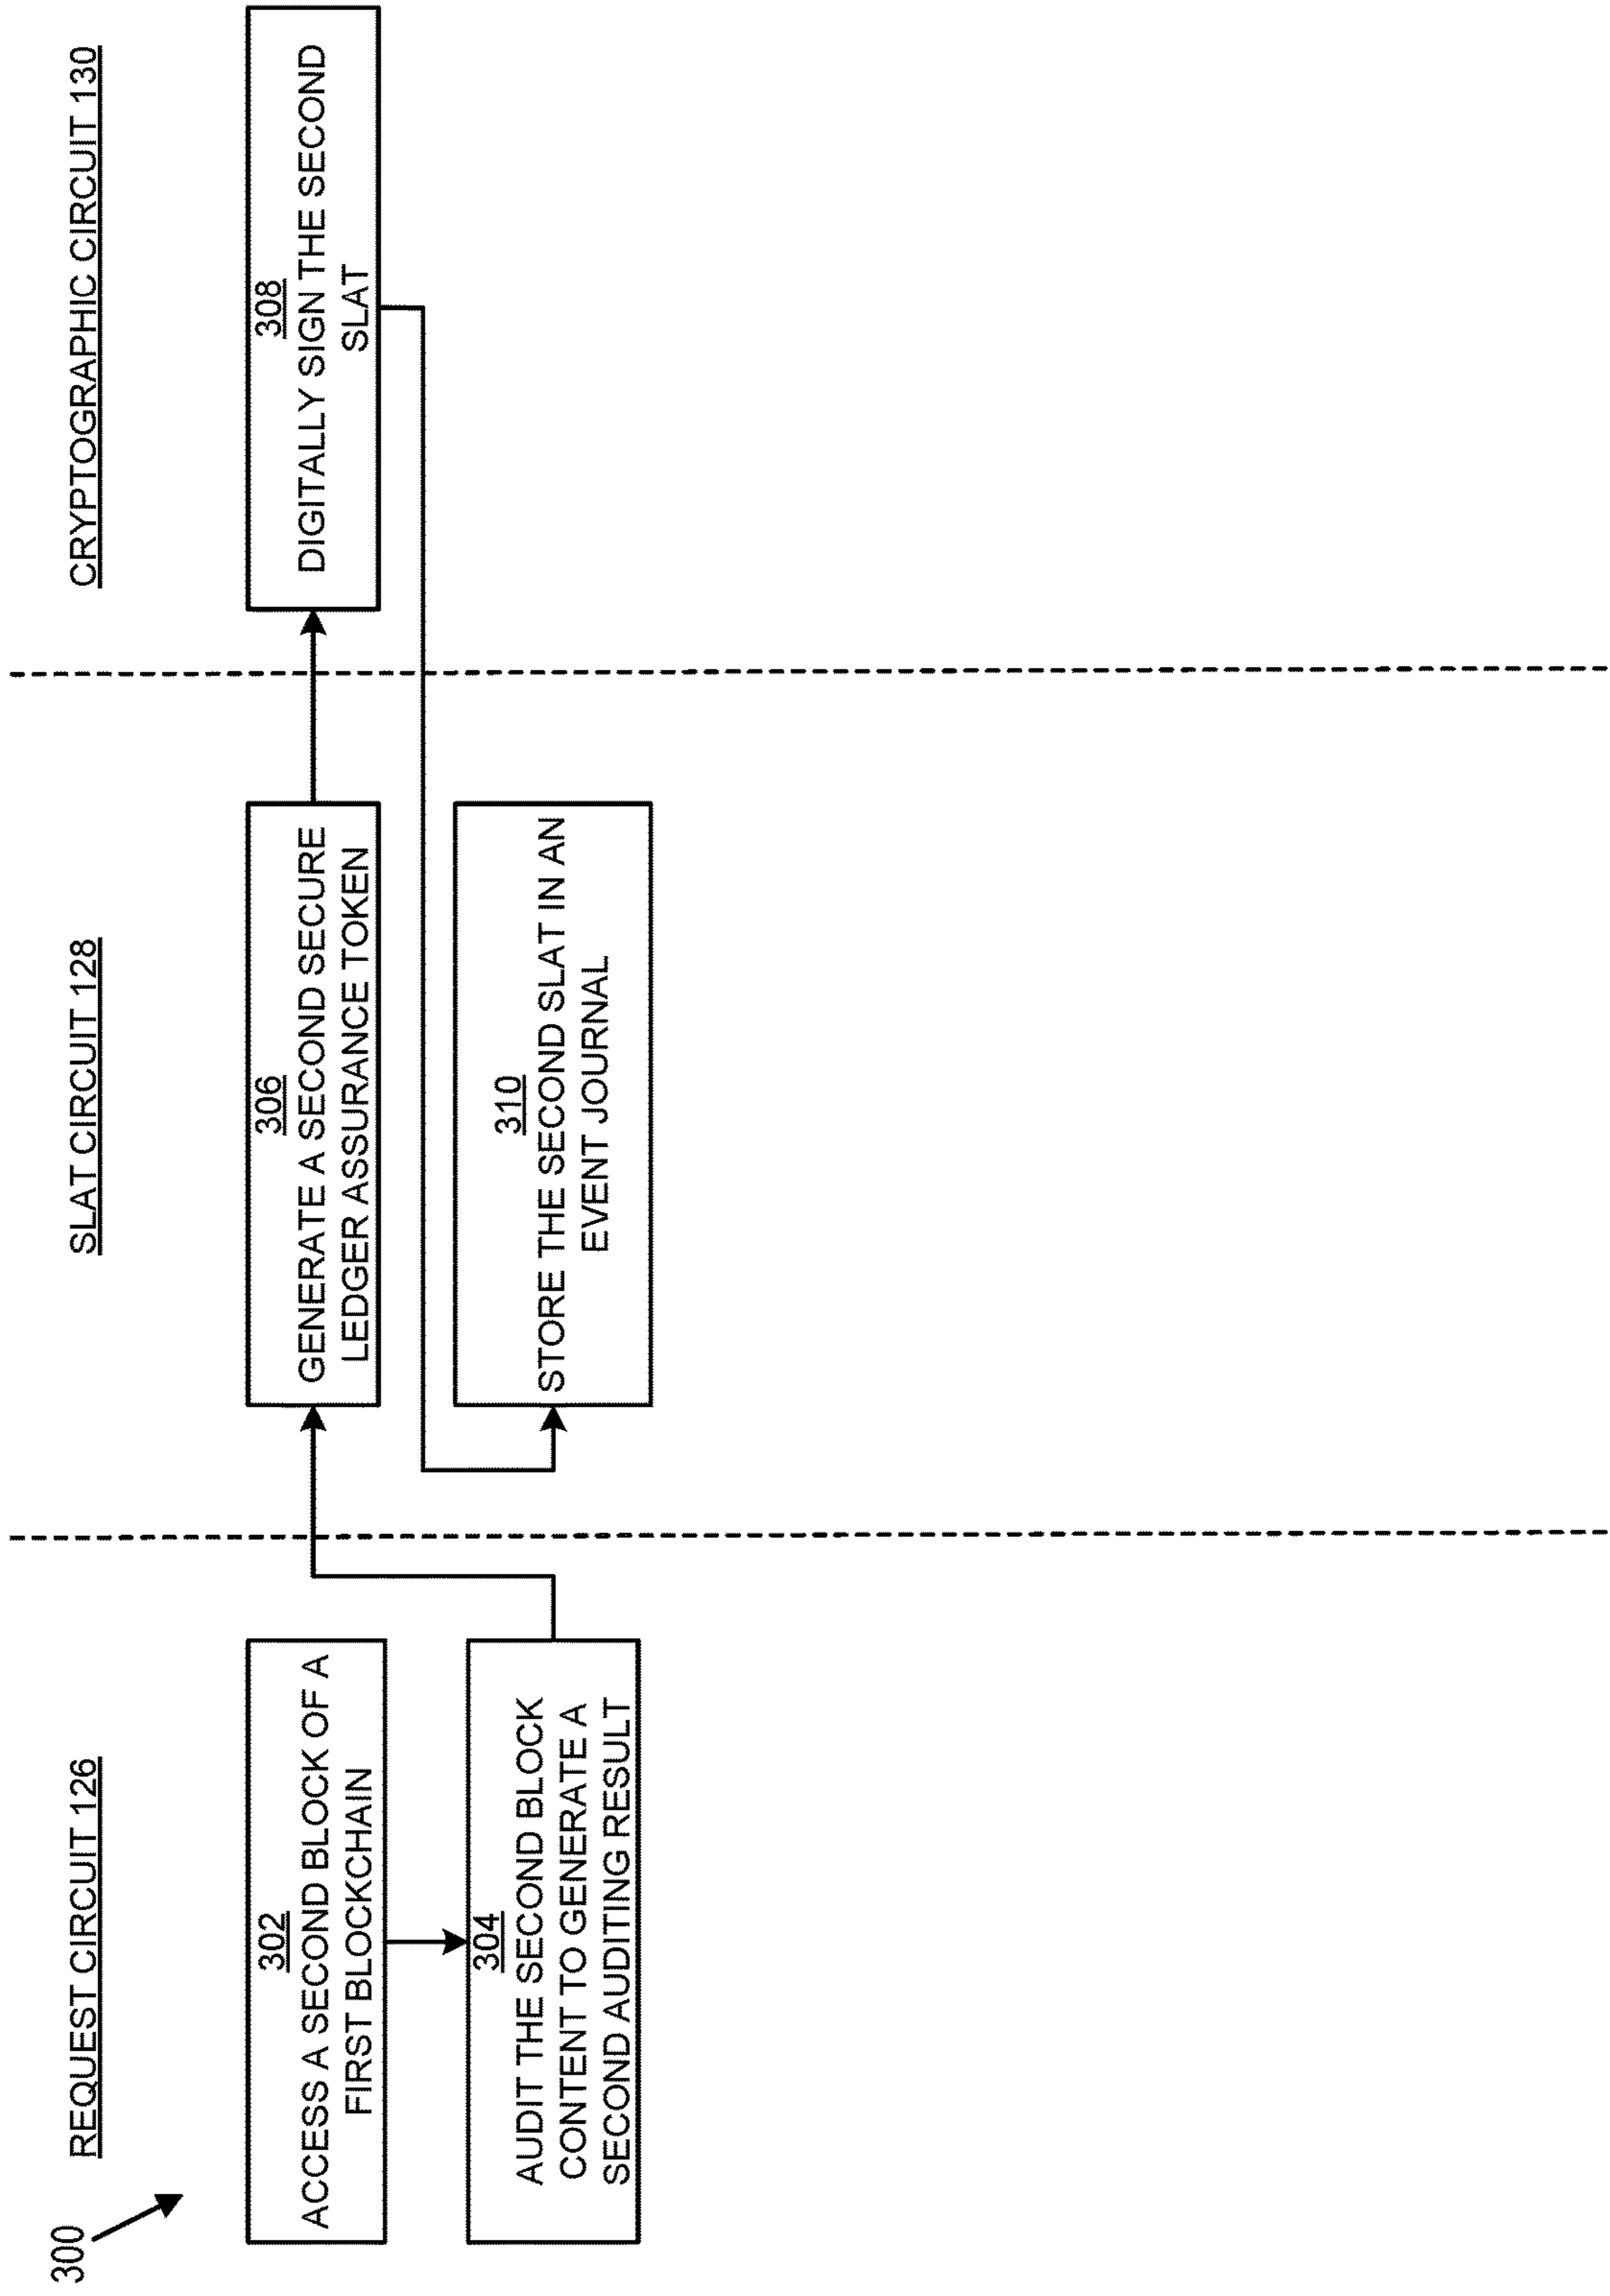 300
REQUEST CIRCUIT 126
SLAT CIRCUIT 128
CRYPTOGRAPHIC CIRCUIT 130
302
ACCESS A SECOND BLOCK OF A
FIRST BLOCKCHAIN
304
AUDIT THE SECOND BLOCK
CONTENT TO GENERATE A
SECOND AUDITING RESULT
306
GENERATE A SECOND SECURE
LEDGER ASSURANCE TOKEN
308
DIGITALLY SIGN THE SECOND
SLAT
310
STORE THE SECOND SLAT IN AN
EVENT JOURNAL